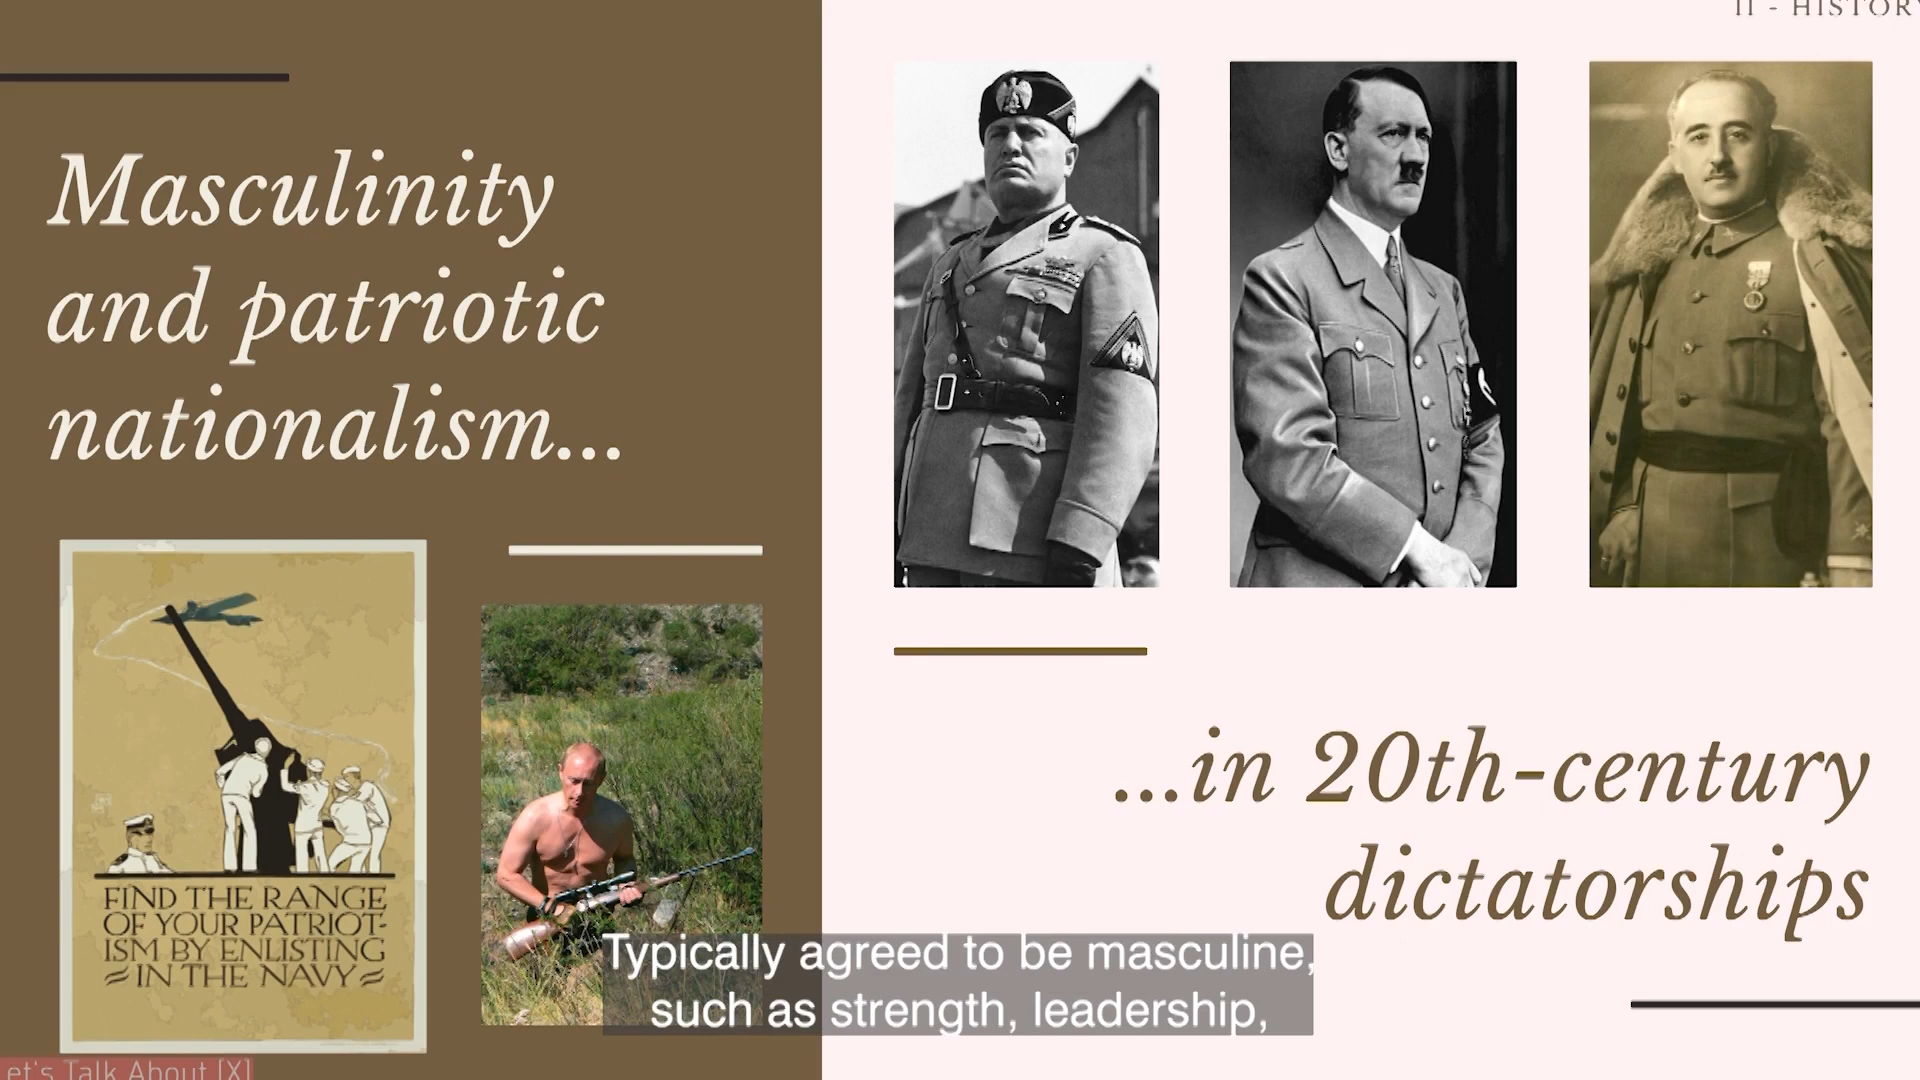 II - HISTORY
Masculinity
and patriotic
nationalism...
FIND THE RANGE
OF YOUR PATRIOT-
ISM BY ENLISTING
IN THE NAVY
...in 20th-century
dictatorships
Typically agreed to be masculine,
such as strength, leadership,
et's Talk About [X]